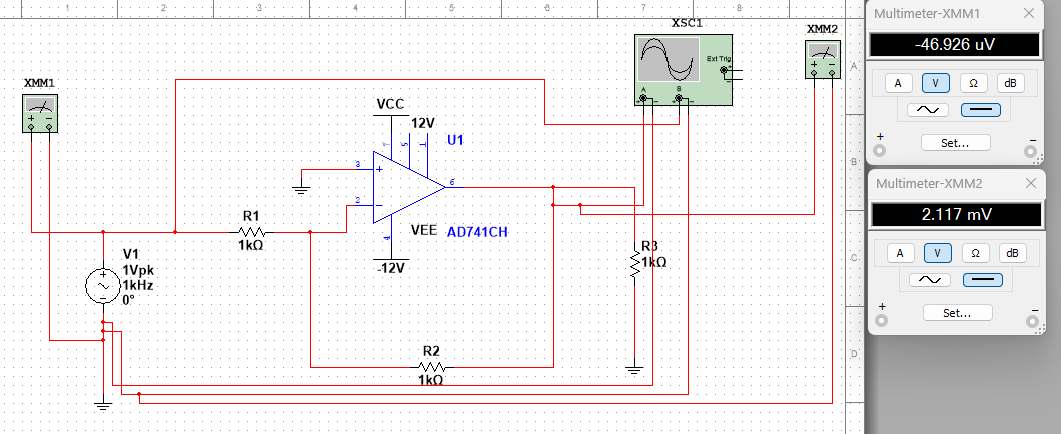 1 2 3 4 5 6 7 8
XSC1
XMM2
Ext Trig
A B
XMM1
VCC
12V
U1
7 5 1
3
6
2
4
VEE
AD741CH
-12V
R1
1kΩ
V1
1Vpk
1kHz
0°
R3
1kΩ
R2
1kΩ
A
B
C
D
Multimeter-XMM1
-46.926 uV
A V Ω dB
+ Set... −
Multimeter-XMM2
2.117 mV
A V Ω dB
+ Set... −